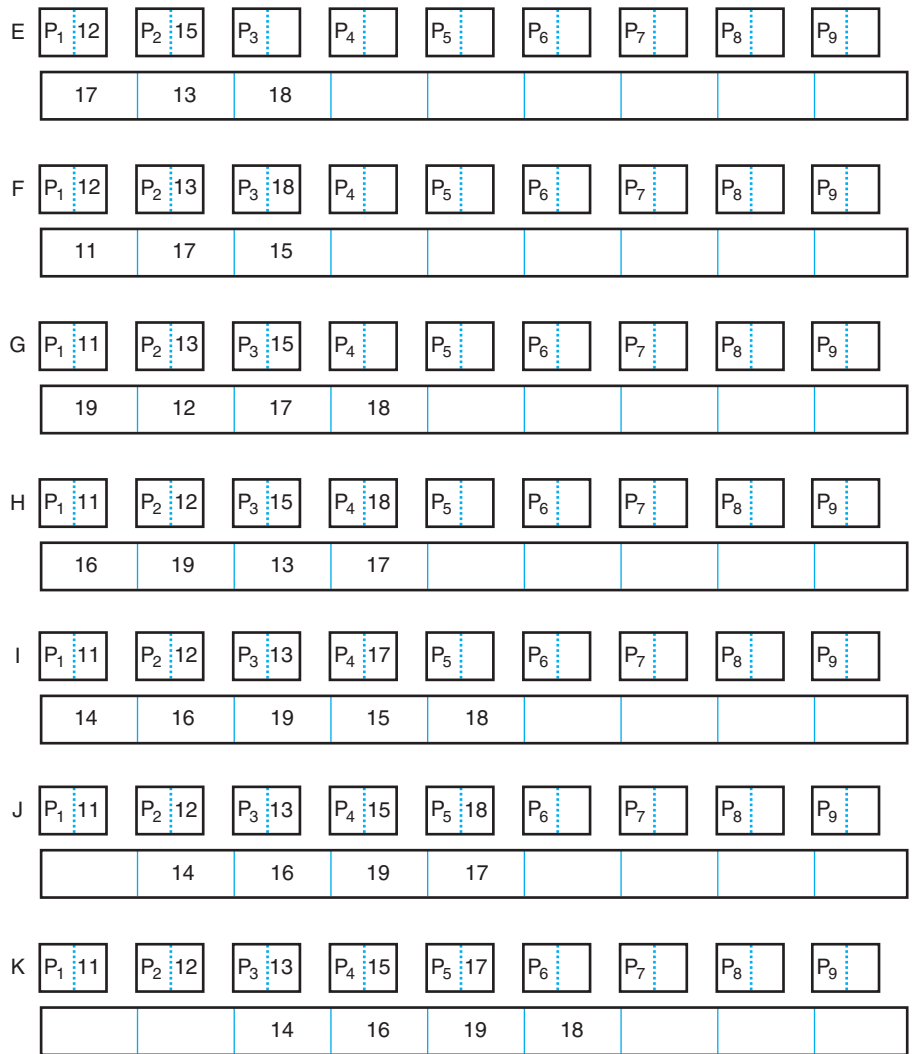 E P1 12 P2 15 P3 P4 P5 P6 P7 P8 P9
17 13 18
F P1 12 P2 13 P3 18 P4 P5 P6 P7 P8 P9
11 17 15
G P1 11 P2 13 P3 15 P4 P5 P6 P7 P8 P9
19 12 17 18
H P1 11 P2 12 P3 15 P4 18 P5 P6 P7 P8 P9
16 19 13 17
I P1 11 P2 12 P3 13 P4 17 P5 P6 P7 P8 P9
14 16 19 15 18
J P1 11 P2 12 P3 13 P4 15 P5 18 P6 P7 P8 P9
14 16 19 17
K P1 11 P2 12 P3 13 P4 15 P5 17 P6 P7 P8 P9
14 16 19 18